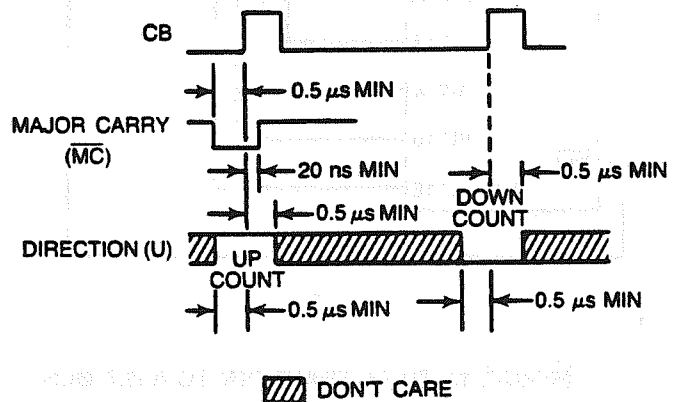 CB
0.5 µs MIN
MAJOR CARRY
(M̅C̅)
20 ns MIN
0.5 µs MIN
DOWN
COUNT
0.5 µs MIN
DIRECTION (U)
UP
COUNT
0.5 µs MIN
0.5 µs MIN
DON'T CARE